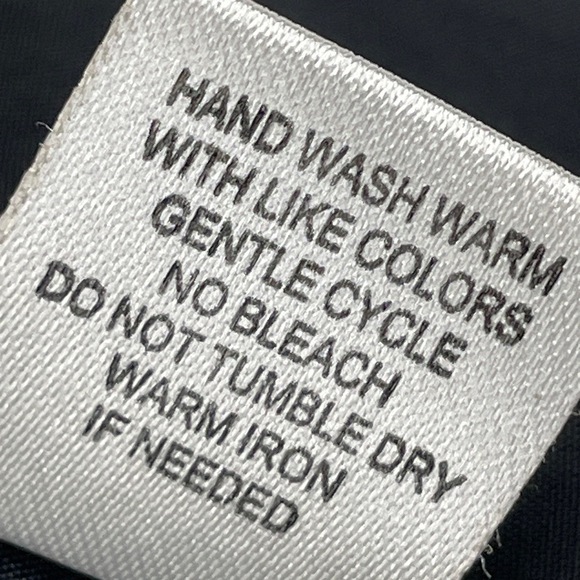 HAND WASH WARM
WITH LIKE COLORS
GENTLE CYCLE
NO BLEACH
DO NOT TUMBLE DRY
WARM IRON
IF NEEDED